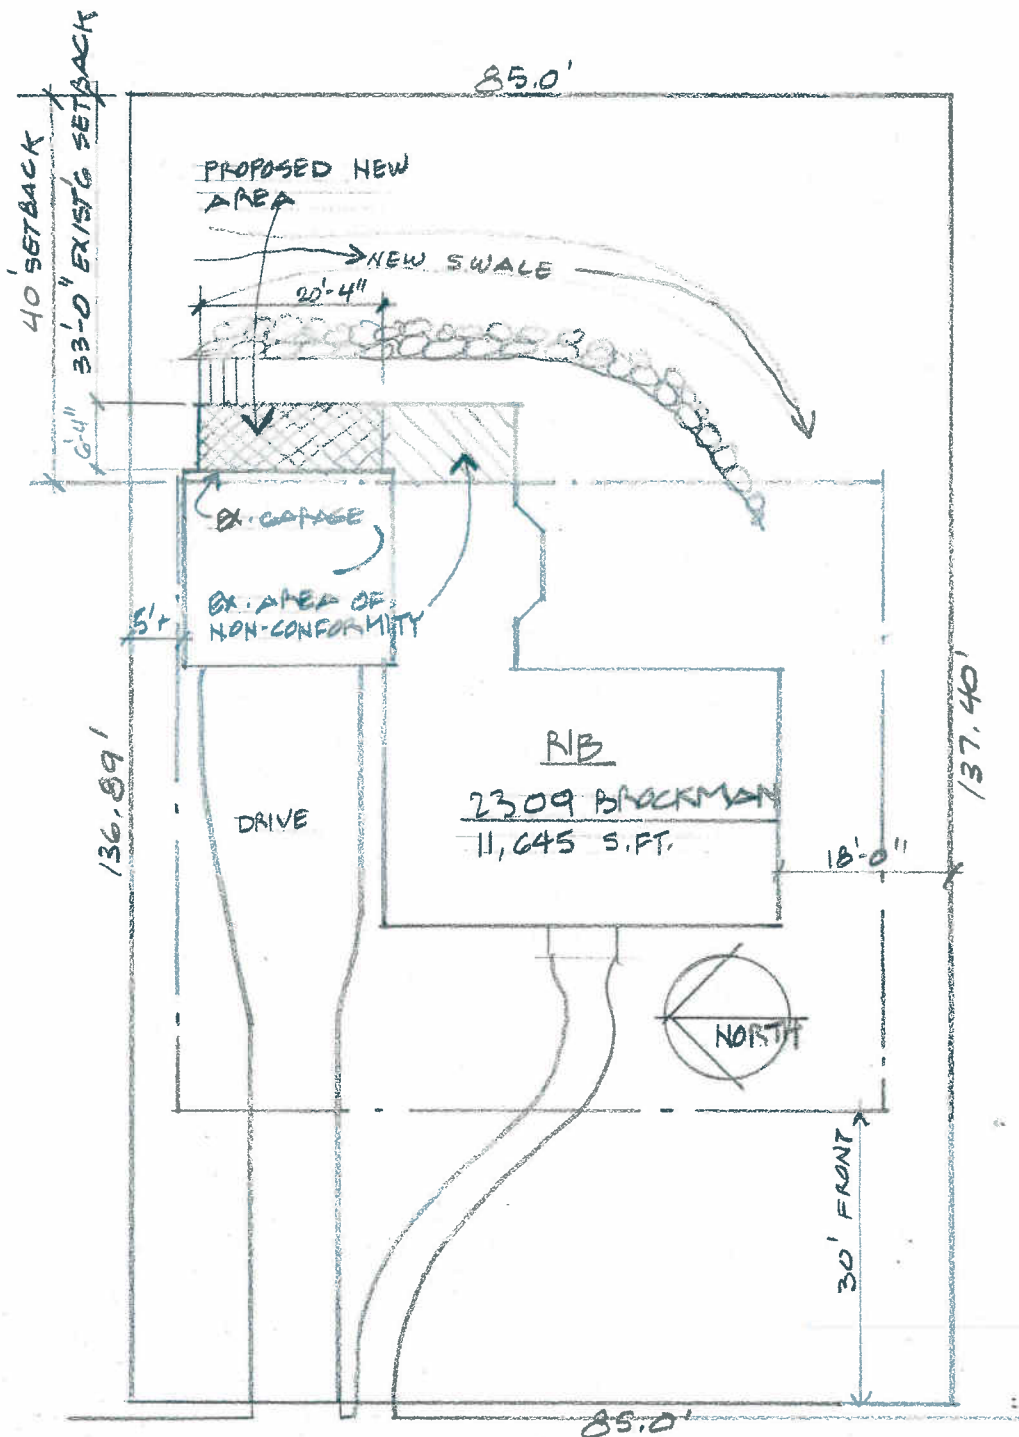 85.0'
40' SETBACK
33'-0" EXIST'G SETBACK
6'-4"
PROPOSED NEW
AREA
NEW SWALE
20'-4"
EX. GARAGE
EX. AREA OF
NON-CONFORMITY
5'+
136.89'
137.40'
DRIVE
R1B
2309 BROCKMAN
11,645 S.FT.
18'-0"
NORTH
30' FRONT
85.0'